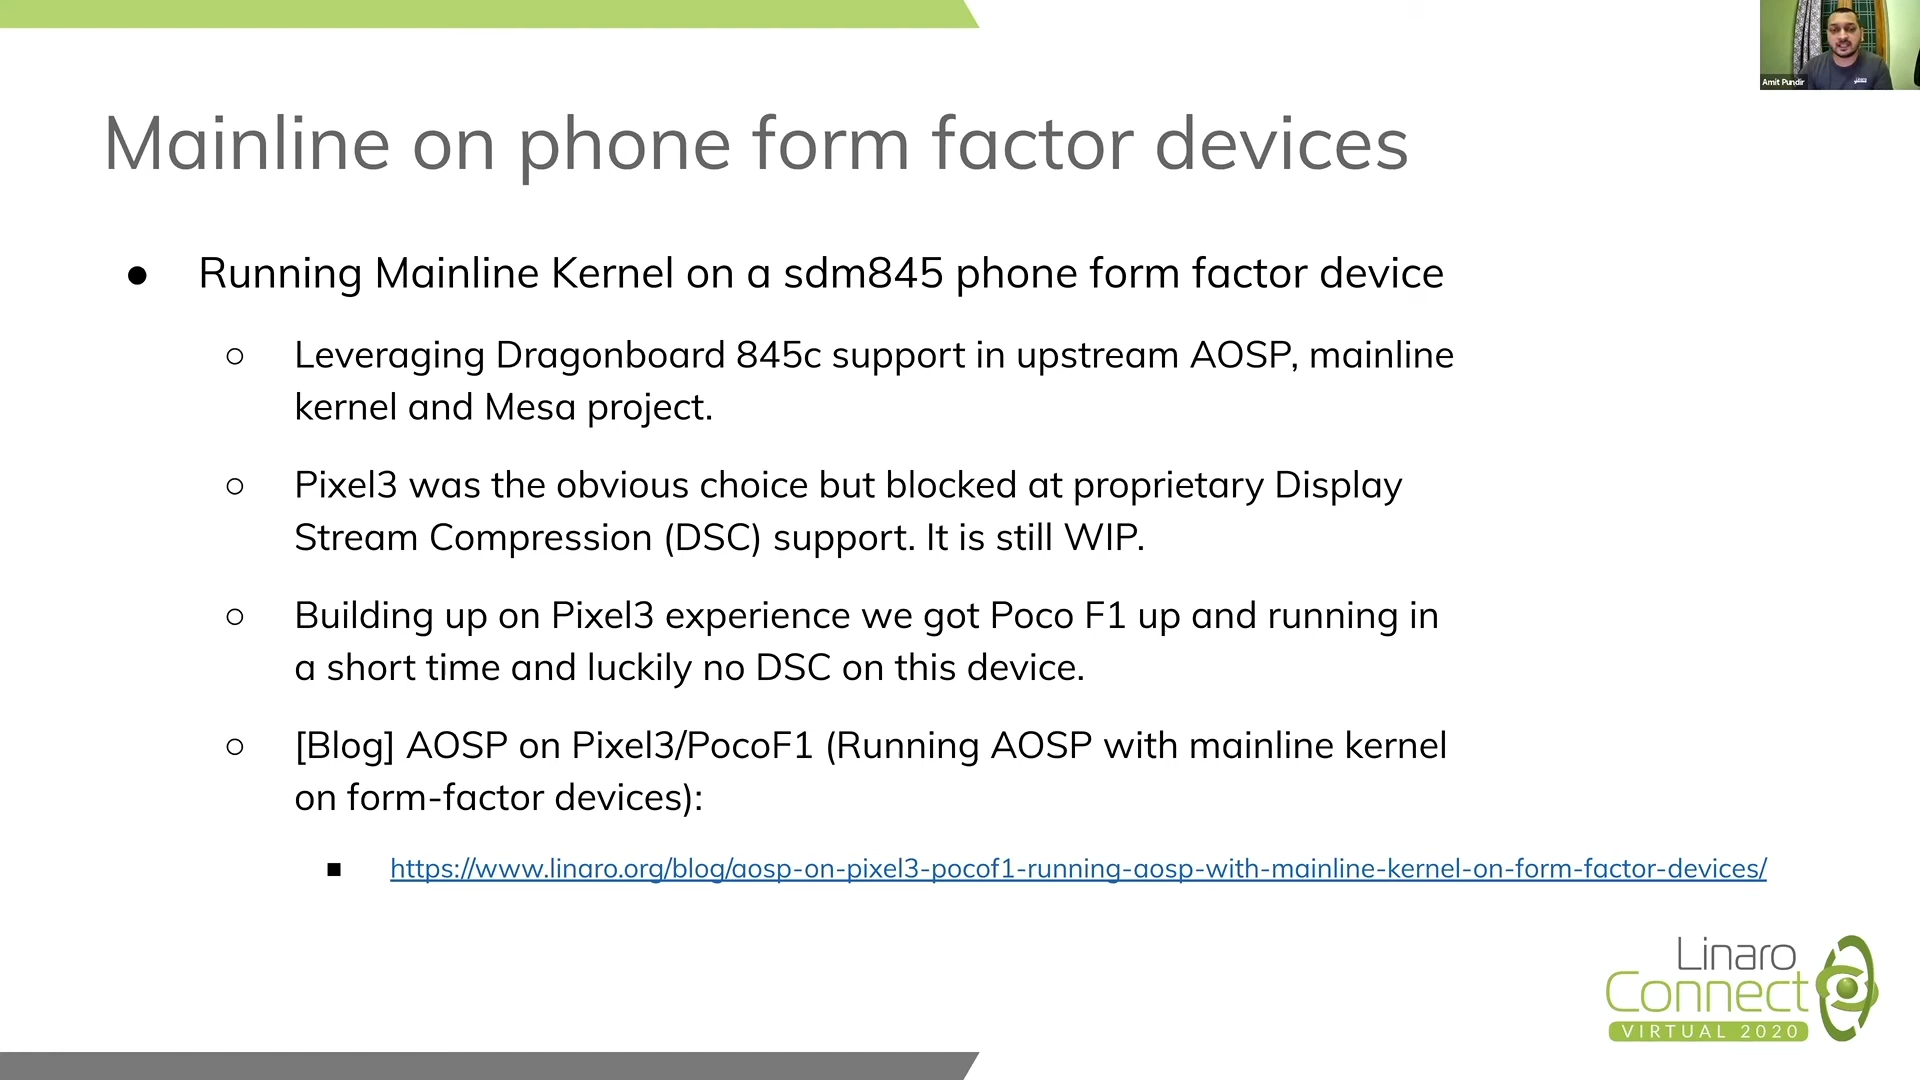 Amit Pundir
Mainline on phone form factor devices
● Running Mainline Kernel on a sdm845 phone form factor device
○ Leveraging Dragonboard 845c support in upstream AOSP, mainline
kernel and Mesa project.
○ Pixel3 was the obvious choice but blocked at proprietary Display
Stream Compression (DSC) support. It is still WIP.
○ Building up on Pixel3 experience we got Poco F1 up and running in
a short time and luckily no DSC on this device.
○ [Blog] AOSP on Pixel3/PocoF1 (Running AOSP with mainline kernel
on form-factor devices):
■ https://www.linaro.org/blog/aosp-on-pixel3-pocof1-running-aosp-with-mainline-kernel-on-form-factor-devices/
Linaro
Connect
VIRTUAL 2020